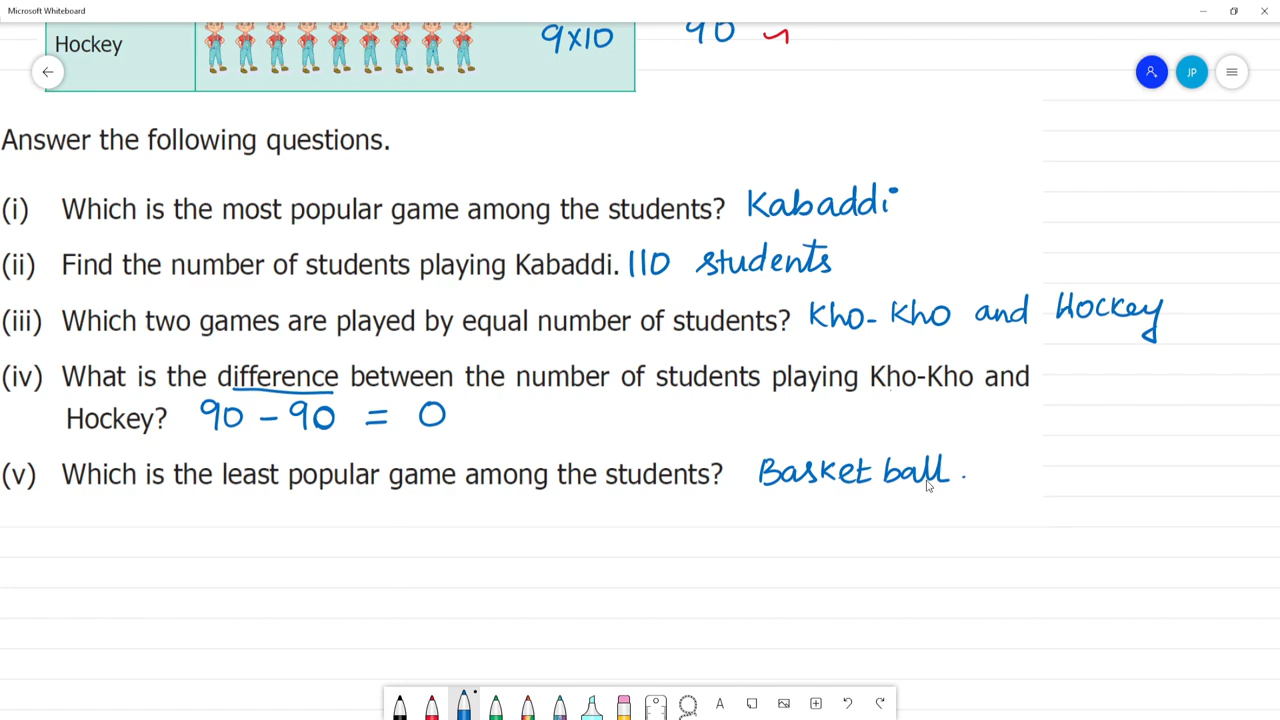 Microsoft Whiteboard
Hockey 9x10 90
JP
Answer the following questions.
(i) Which is the most popular game among the students? Kabaddi
(ii) Find the number of students playing Kabaddi. 110 students
(iii) Which two games are played by equal number of students? Kho-Kho and Hockey
(iv) What is the difference between the number of students playing Kho-Kho and
Hockey? 90 - 90 = 0
(v) Which is the least popular game among the students? Basket ball.
A